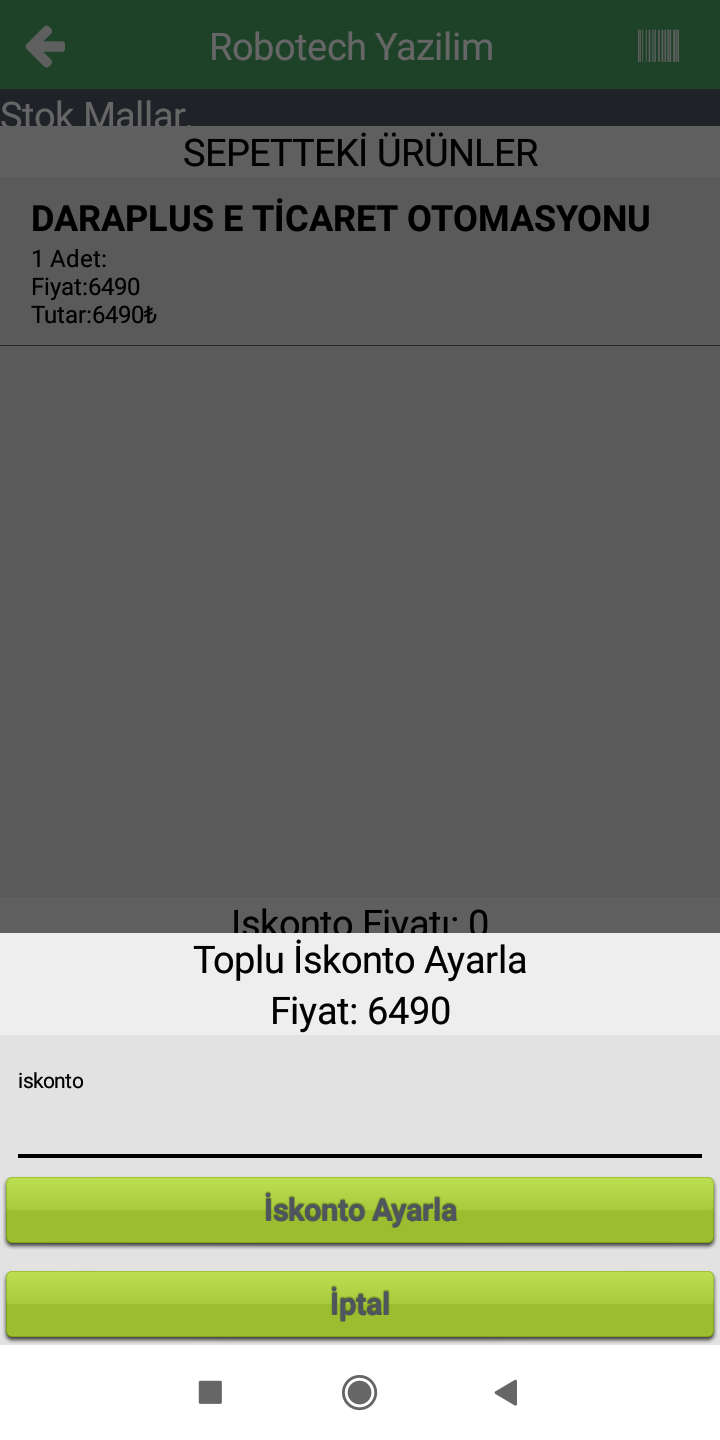 Robotech Yazilim
Stok Mallar.
SEPETTEKİ ÜRÜNLER
DARAPLUS E TİCARET OTOMASYONU
1 Adet:
Fiyat:6490
Tutar:6490₺
Iskonto Fiyatı: 0
Toplu İskonto Ayarla
Fiyat: 6490
iskonto
İskonto Ayarla
İptal